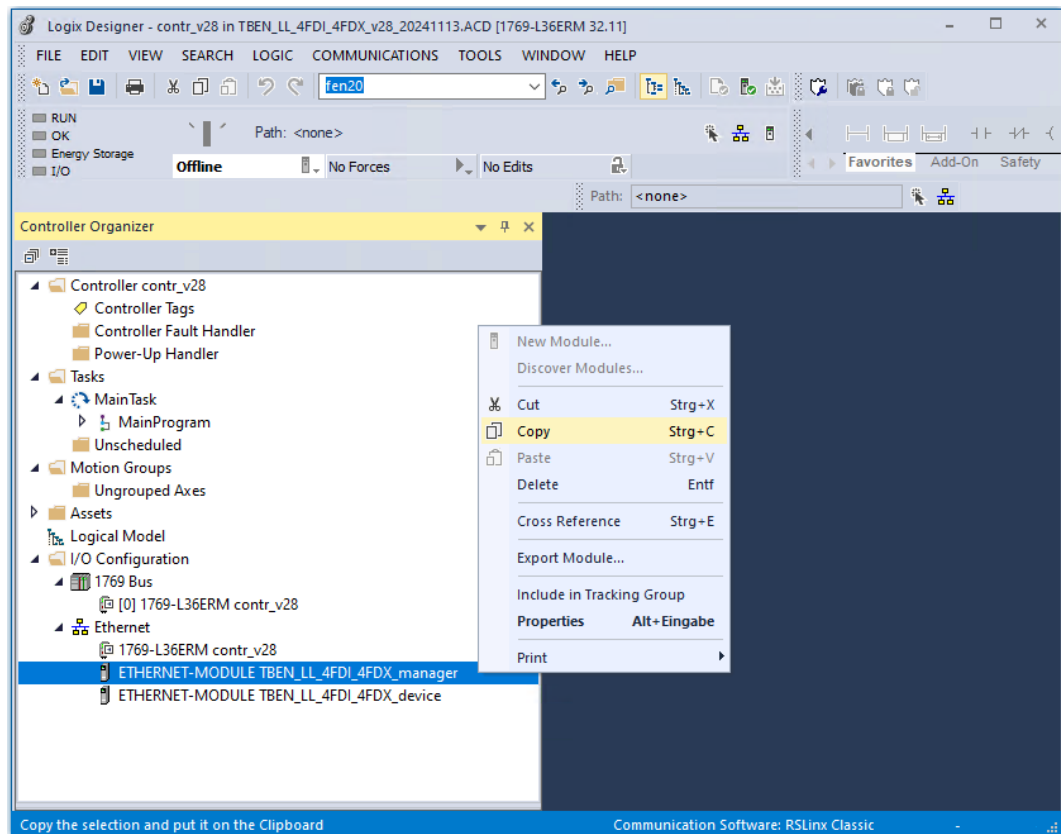 Logix Designer - contr_v28 in TBEN_LL_4FDI_4FDX_v28_20241113.ACD [1769-L36ERM 32.11]
FILE EDIT VIEW SEARCH LOGIC COMMUNICATIONS TOOLS WINDOW HELP
fen20
RUN
OK
Energy Storage
I/O
Path: <none>
Offline
No Forces
No Edits
Favorites Add-On Safety
Path: <none>
Controller Organizer
Controller contr_v28
Controller Tags
Controller Fault Handler
Power-Up Handler
Tasks
MainTask
MainProgram
Unscheduled
Motion Groups
Ungrouped Axes
Assets
Logical Model
I/O Configuration
1769 Bus
[0] 1769-L36ERM contr_v28
Ethernet
1769-L36ERM contr_v28
ETHERNET-MODULE TBEN_LL_4FDI_4FDX_manager
ETHERNET-MODULE TBEN_LL_4FDI_4FDX_device
New Module...
Discover Modules...
Cut Strg+X
Copy Strg+C
Paste Strg+V
Delete Entf
Cross Reference Strg+E
Export Module...
Include in Tracking Group
Properties Alt+Eingabe
Print
Copy the selection and put it on the Clipboard
Communication Software: RSLinx Classic -